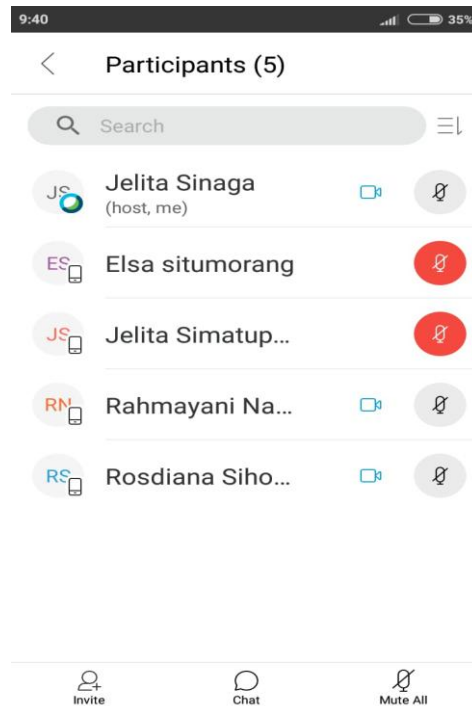 9:40
35%
Participants (5)
Search
JS
Jelita Sinaga
(host, me)
ES
Elsa situmorang
JS
Jelita Simatup...
RN
Rahmayani Na...
RS
Rosdiana Siho...
Invite
Chat
Mute All